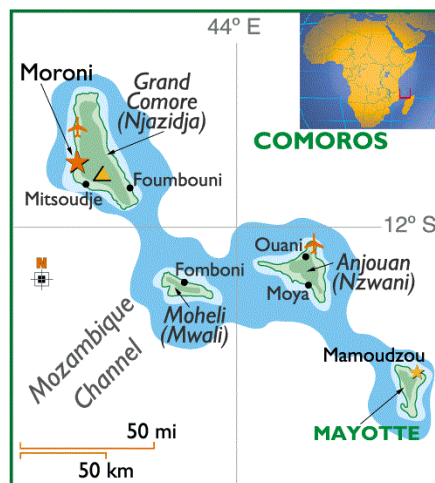 44° E
Moroni
Grand
Comore
(Njazidja)
COMOROS
Mitsoudje
Foumbouni
12° S
N
Ouani
Anjouan
(Nzwani)
Fomboni
Moya
Moheli
(Mwali)
Mozambique
Channel
Mamoudzou
MAYOTTE
50 mi
50 km